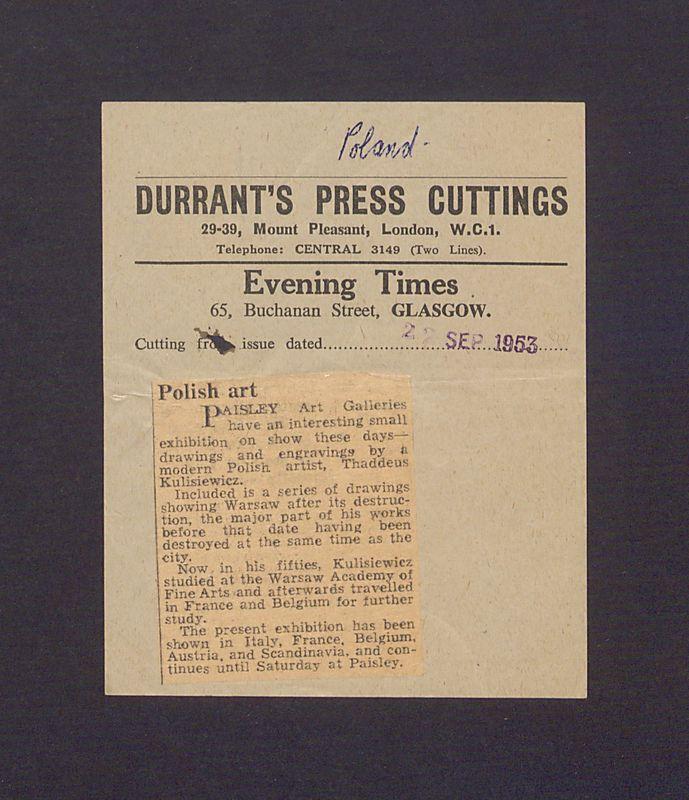 Poland-
DURRANT'S PRESS CUTTINGS
29-39, Mount Pleasant, London, W.C.1.
Telephone: CENTRAL 3149 (Two Lines).
Evening Times
65, Buchanan Street, GLASGOW.
Cutting from issue dated.................22 SEP 1953......
Polish art
PAISLEY Art Galleries
have an interesting small
exhibition on show these days—
drawings and engravings by a
modern Polish artist, Thaddeus
Kulisiewicz.
Included is a series of drawings
showing Warsaw after its destruc-
tion, the major part of his works
before that date having been
destroyed at the same time as the
city.
Now in his fifties, Kulisiewicz
studied at the Warsaw Academy of
Fine Arts and afterwards travelled
in France and Belgium for further
study.
The present exhibition has been
shown in Italy, France, Belgium,
Austria, and Scandinavia, and con-
tinues until Saturday at Paisley.